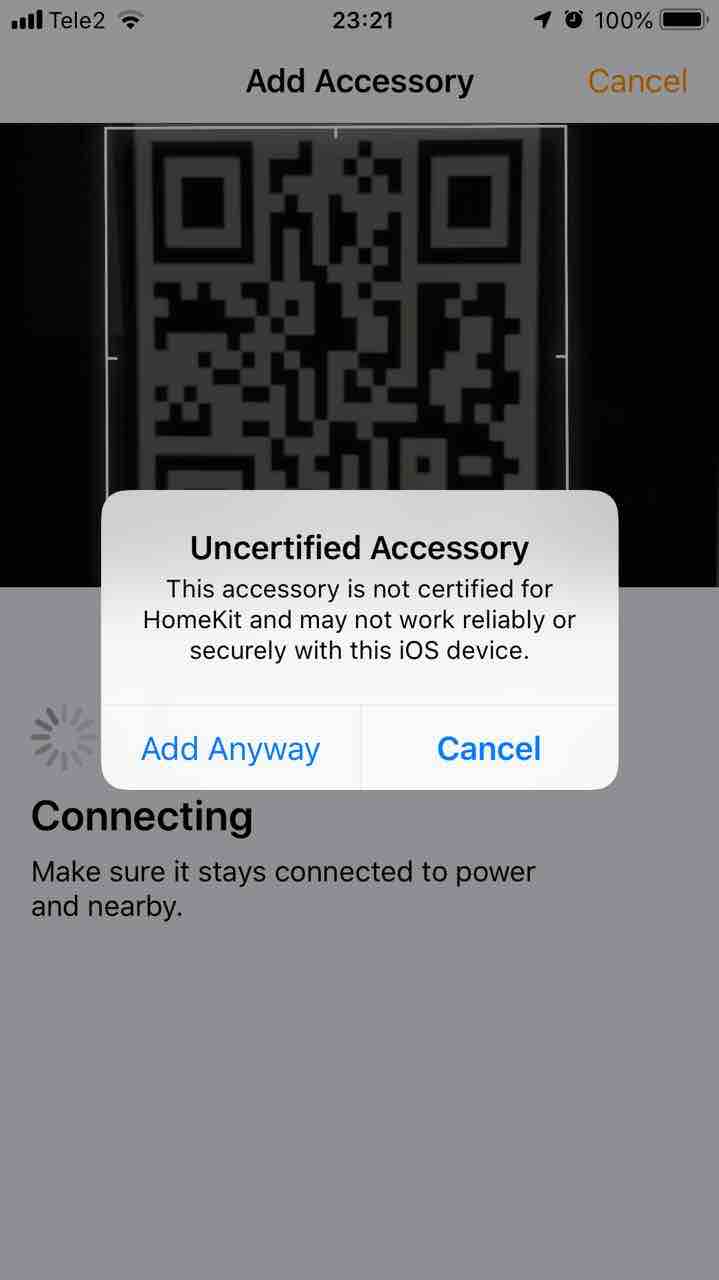 Tele2 23:21 100%
Add Accessory Cancel
Uncertified Accessory
This accessory is not certified for
HomeKit and may not work reliably or
securely with this iOS device.
Add Anyway Cancel
Connecting
Make sure it stays connected to power
and nearby.